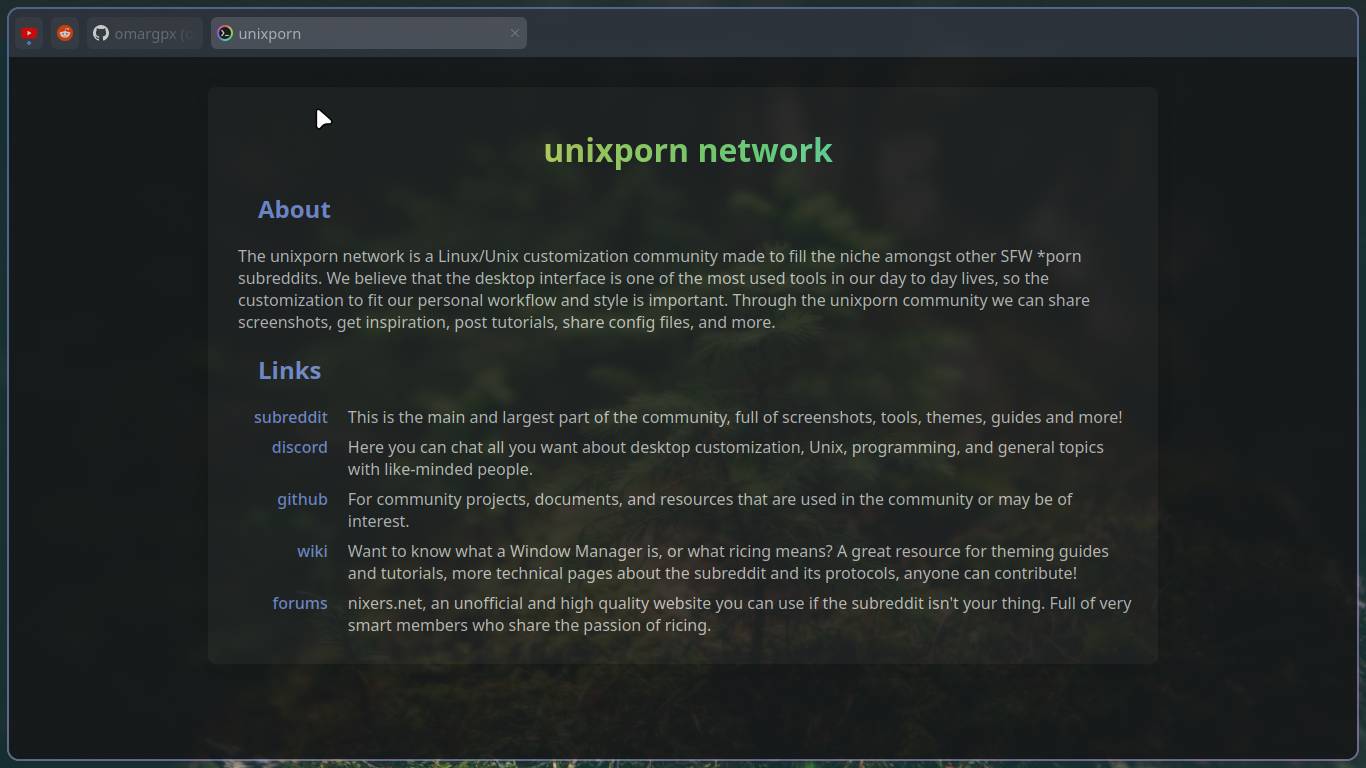 omargpx (o
unixporn
unixporn network
About
The unixporn network is a Linux/Unix customization community made to fill the niche amongst other SFW *porn
subreddits. We believe that the desktop interface is one of the most used tools in our day to day lives, so the
customization to fit our personal workflow and style is important. Through the unixporn community we can share
screenshots, get inspiration, post tutorials, share config files, and more.
Links
subreddit This is the main and largest part of the community, full of screenshots, tools, themes, guides and more!
discord Here you can chat all you want about desktop customization, Unix, programming, and general topics
with like-minded people.
github For community projects, documents, and resources that are used in the community or may be of
interest.
wiki Want to know what a Window Manager is, or what ricing means? A great resource for theming guides
and tutorials, more technical pages about the subreddit and its protocols, anyone can contribute!
forums nixers.net, an unofficial and high quality website you can use if the subreddit isn't your thing. Full of very
smart members who share the passion of ricing.